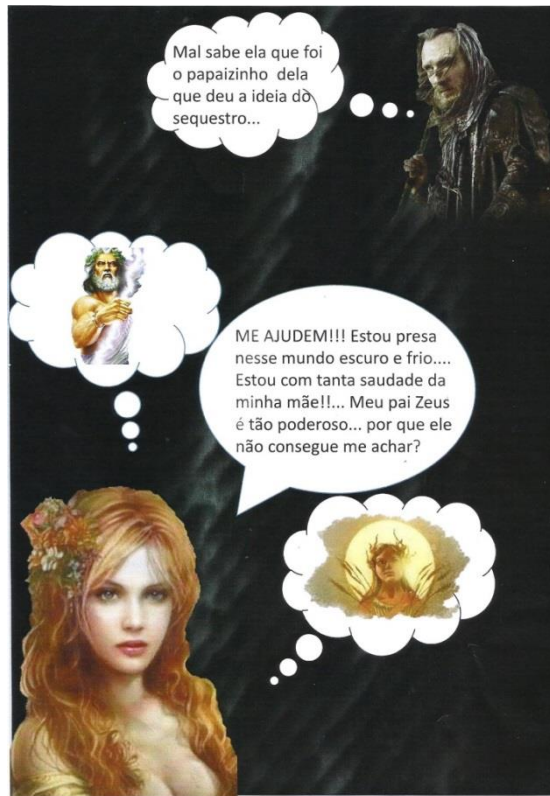 Mal sabe ela que foi
o papaizinho dela
que deu a ideia do
sequestro...
ME AJUDEM!!! Estou presa
nesse mundo escuro e frio....
Estou com tanta saudade da
minha mãe!!... Meu pai Zeus
é tão poderoso... por que ele
não consegue me achar?